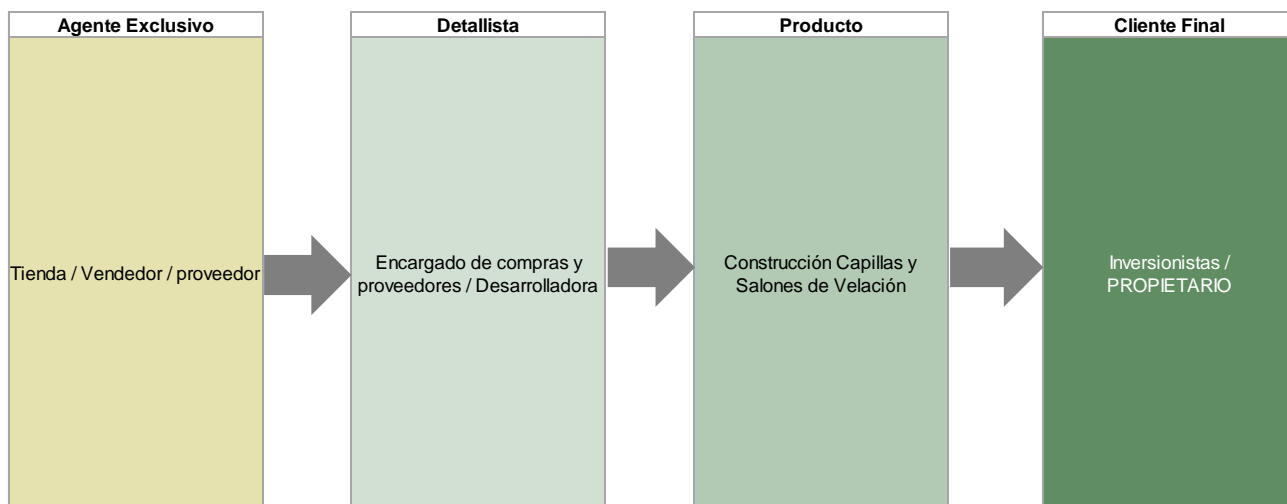 Agente Exclusivo
Detallista
Producto
Cliente Final
Tienda / Vendedor / proveedor
Encargado de compras y
proveedores / Desarrolladora
Construcción Capillas y
Salones de Velación
Inversionistas /
PROPIETARIO